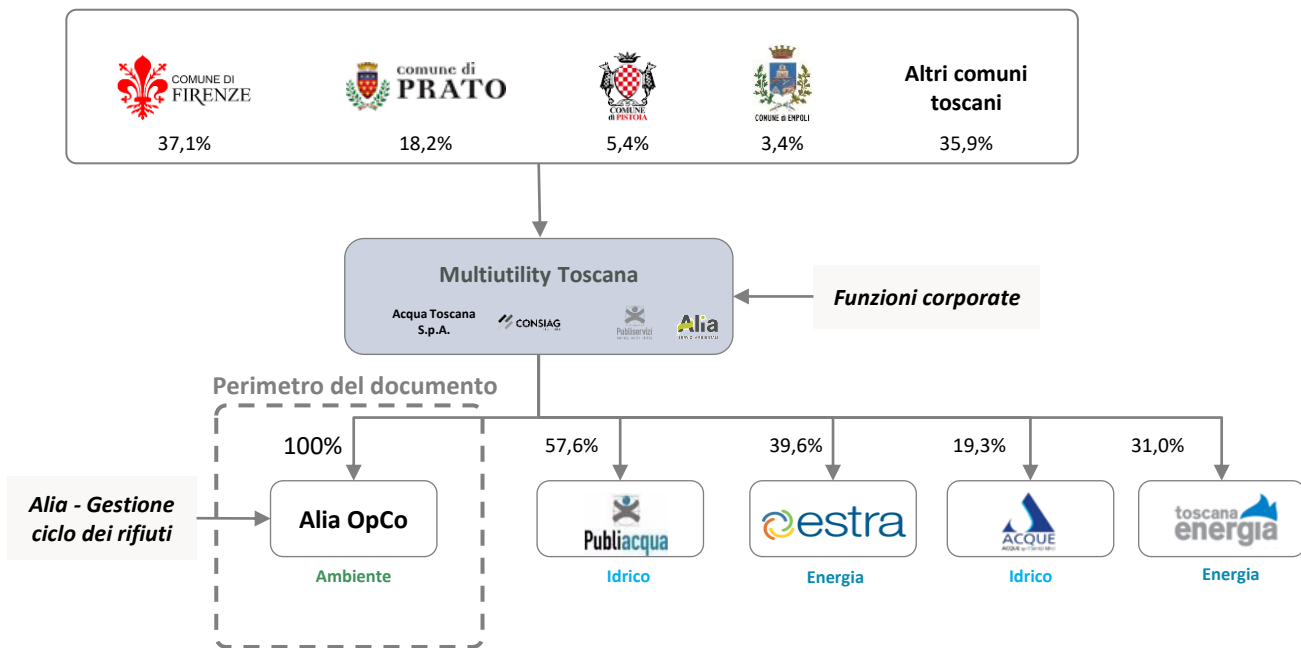 COMUNE DI
FIRENZE
comune di
PRATO
COMUNE
di PISTOIA
COMUNE di EMPOLI
Altri comuni
toscani
37,1%
18,2%
5,4%
3,4%
35,9%
Multiutility Toscana
Acqua Toscana
S.p.A.
CONSIAG
Publiservizi
Alia
Funzioni corporate
Perimetro del documento
100%
57,6%
39,6%
19,3%
31,0%
Alia - Gestione
ciclo dei rifiuti
Alia OpCo
Publiacqua
estra
ACQUE
toscana
energia
Ambiente
Idrico
Energia
Idrico
Energia